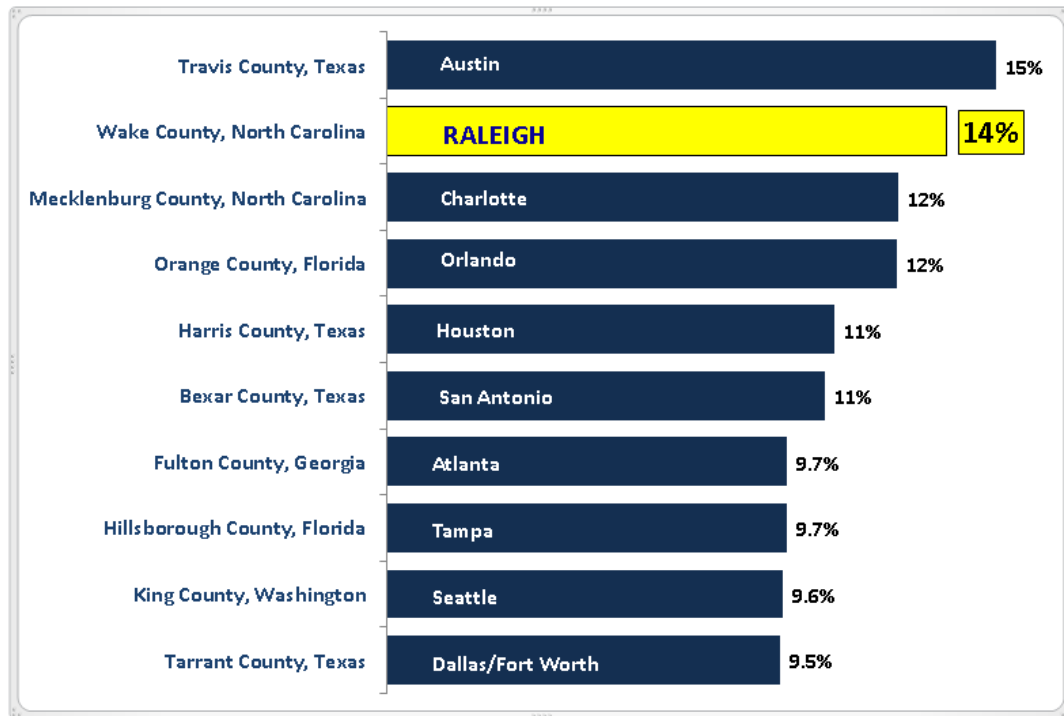 Travis County, Texas Austin 15%
Wake County, North Carolina RALEIGH 14%
Mecklenburg County, North Carolina Charlotte 12%
Orange County, Florida Orlando 12%
Harris County, Texas Houston 11%
Bexar County, Texas San Antonio 11%
Fulton County, Georgia Atlanta 9.7%
Hillsborough County, Florida Tampa 9.7%
King County, Washington Seattle 9.6%
Tarrant County, Texas Dallas/Fort Worth 9.5%